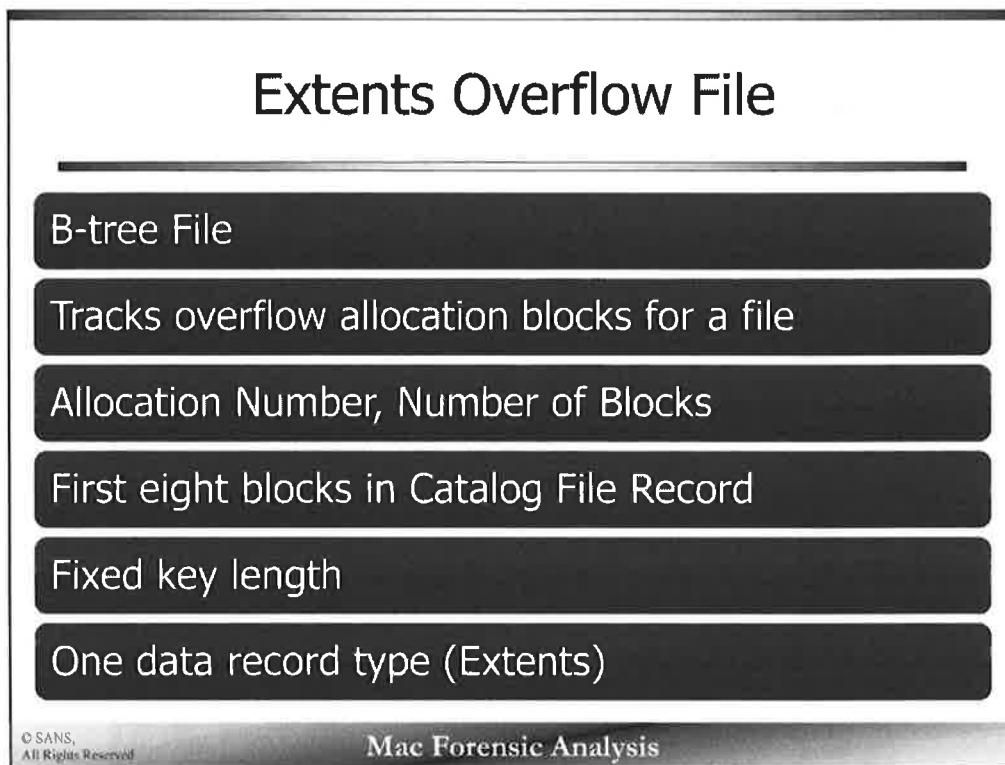 Extents Overflow File
B-tree File
Tracks overflow allocation blocks for a file
Allocation Number, Number of Blocks
First eight blocks in Catalog File Record
Fixed key length
One data record type (Extents)
© SANS,
All Rights Reserved
Mac Forensic Analysis